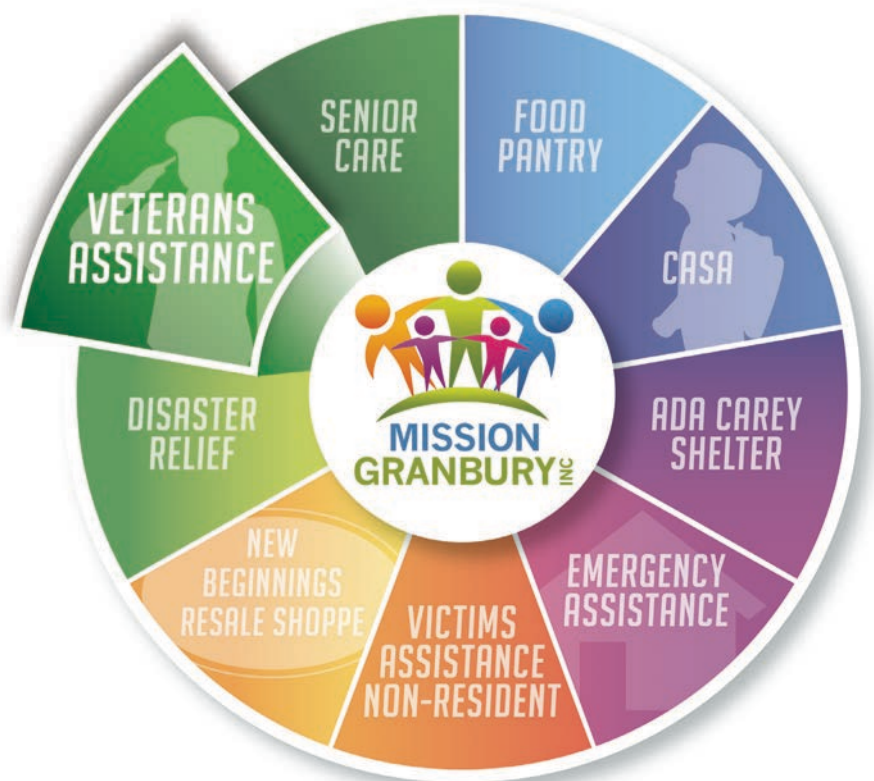 SENIOR
CARE
FOOD
PANTRY
CASA
ADA CAREY
SHELTER
EMERGENCY
ASSISTANCE
VICTIMS
ASSISTANCE
NON-RESIDENT
NEW
BEGINNINGS
RESALE SHOPPE
DISASTER
RELIEF
VETERANS
ASSISTANCE
MISSION
GRANBURY INC